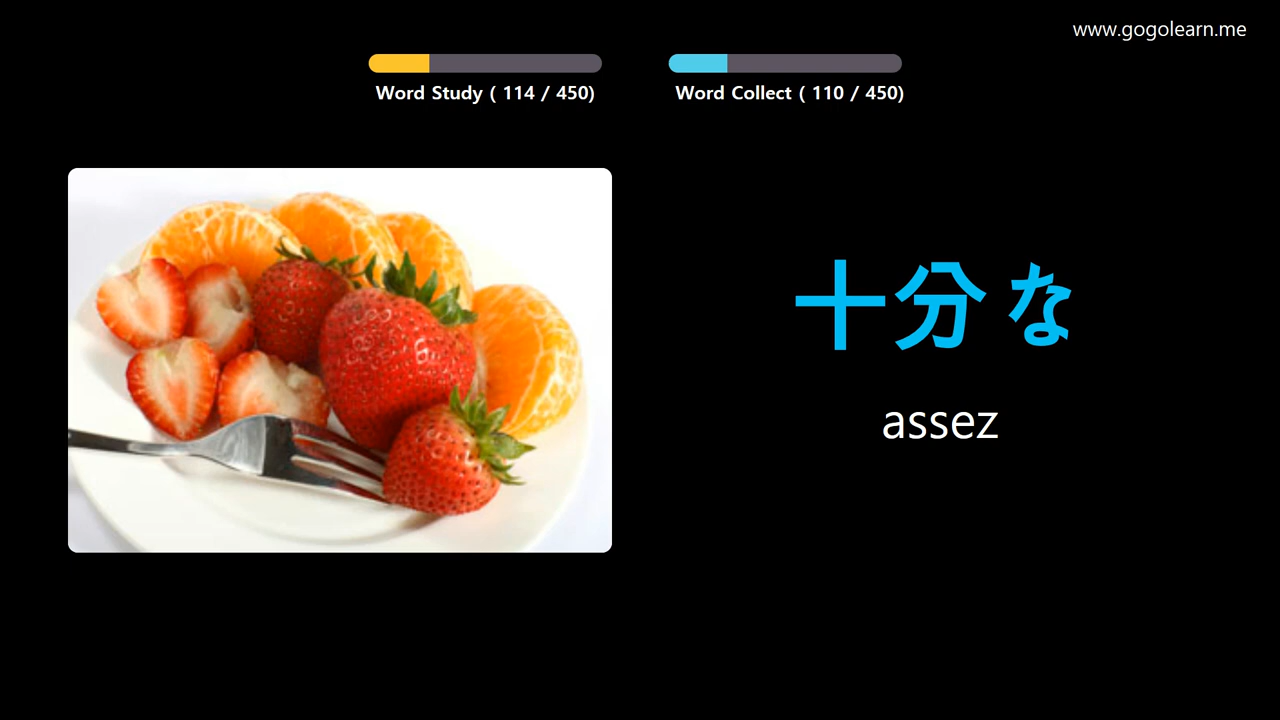 www.gogolearn.me
Word Study ( 114 / 450)
Word Collect ( 110 / 450)
十分な
assez